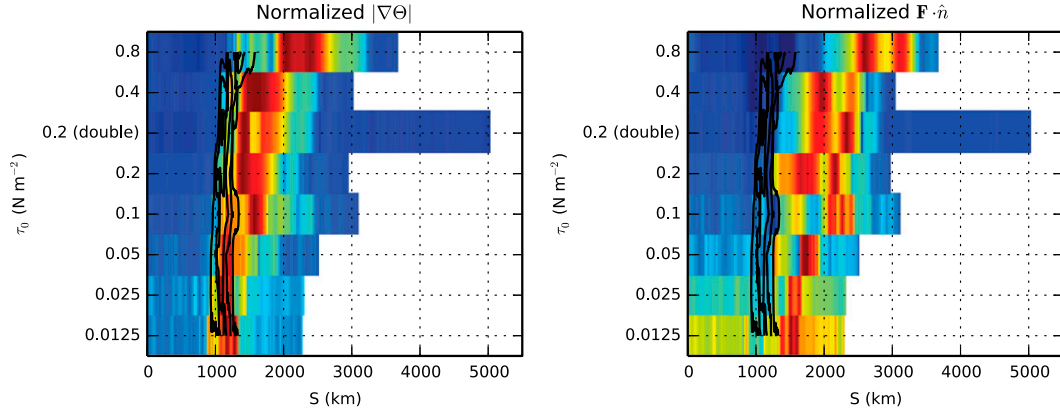 Normalized |∇Θ|
τ₀ (N m⁻²)
0.8
0.4
0.2 (double)
0.2
0.1
0.05
0.025
0.0125
0 1000 2000 3000 4000 5000
S (km)
Normalized F · n̂
τ₀ (N m⁻²)
0.8
0.4
0.2 (double)
0.2
0.1
0.05
0.025
0.0125
0 1000 2000 3000 4000 5000
S (km)